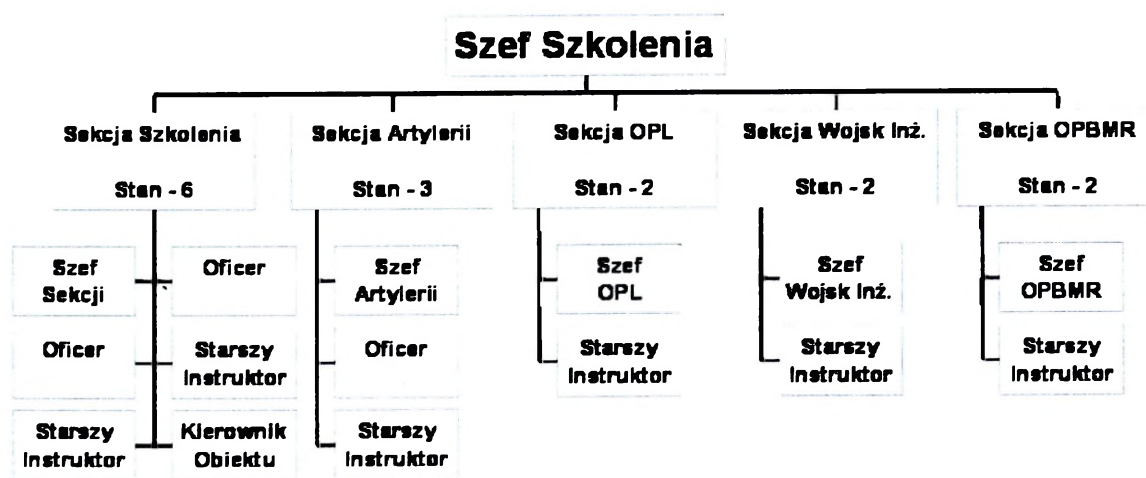 Szef Szkolenia
Sekcja Szkolenia
Stan - 6
Sekcja Artylerii
Stan - 3
Sekcja OPL
Stan - 2
Sekcja Wojsk Inż.
Stan - 2
Sekcja OPBMR
Stan - 2
Szef
Sekcji
Oficer
Oficer
Starszy
Instruktor
Starszy
Instruktor
Kierownik
Obiektu
Szef
Artylerii
Oficer
Starszy
Instruktor
Szef
OPL
Starszy
Instruktor
Szef
Wojsk Inż.
Starszy
Instruktor
Szef
OPBMR
Starszy
Instruktor